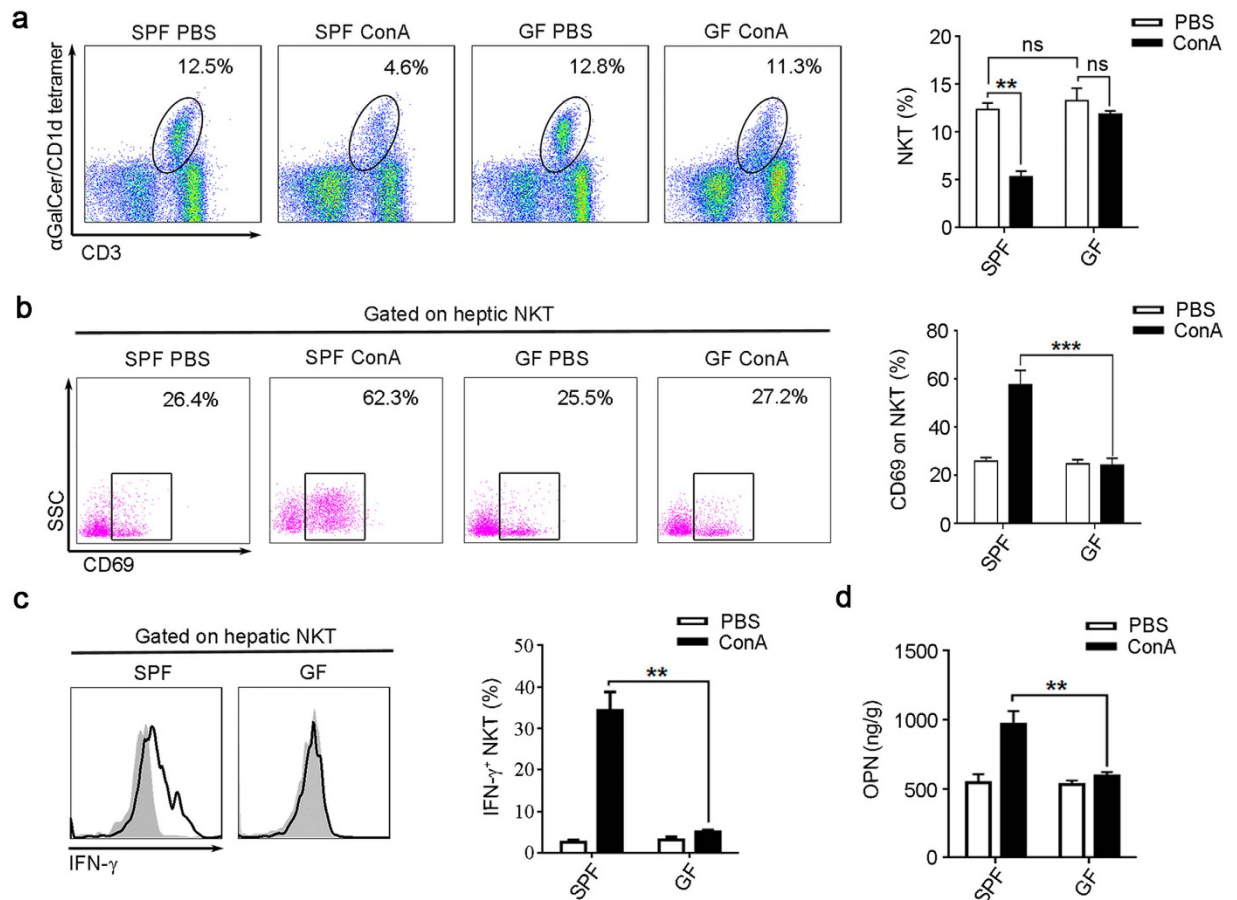 a
SPF PBS
SPF ConA
GF PBS
GF ConA
12.5%
4.6%
12.8%
11.3%
αGalCer/CD1d tetramer
CD3
PBS
ConA
NKT (%)
20
15
10
5
0
ns
**
ns
SPF
GF
b
Gated on heptic NKT
SPF PBS
SPF ConA
GF PBS
GF ConA
26.4%
62.3%
25.5%
27.2%
SSC
CD69
PBS
ConA
CD69 on NKT (%)
80
60
40
20
0
***
SPF
GF
c
Gated on hepatic NKT
SPF
GF
IFN-γ
PBS
ConA
IFN-γ+ NKT (%)
50
40
30
20
10
0
**
SPF
GF
d
PBS
ConA
OPN (ng/g)
1500
1000
500
0
**
SPF
GF